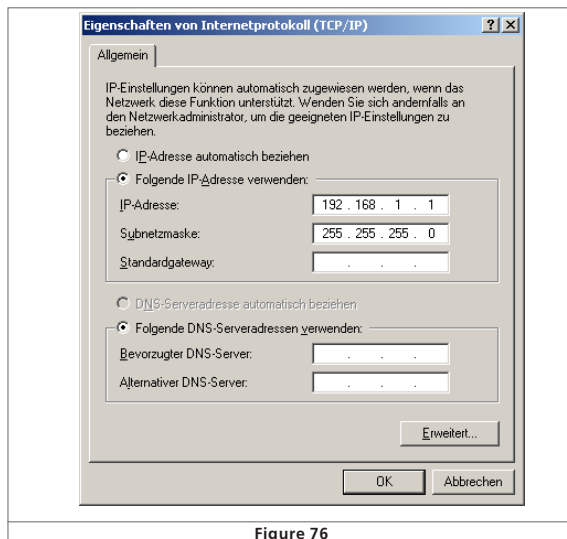 Eigenschaften von Internetprotokoll (TCP/IP)
Allgemein
IP-Einstellungen können automatisch zugewiesen werden, wenn das
Netzwerk diese Funktion unterstützt. Wenden Sie sich andernfalls an
den Netzwerkadministrator, um die geeigneten IP-Einstellungen zu
beziehen.
IP-Adresse automatisch beziehen
Folgende IP-Adresse verwenden:
IP-Adresse: 192 . 168 . 1 . 1
Subnetzmaske: 255 . 255 . 255 . 0
Standardgateway: . . .
DNS-Serveradresse automatisch beziehen
Folgende DNS-Serveradressen verwenden:
Bevorzugter DNS-Server: . . .
Alternativer DNS-Server: . . .
Erweitert...
OK Abbrechen
Figure 76